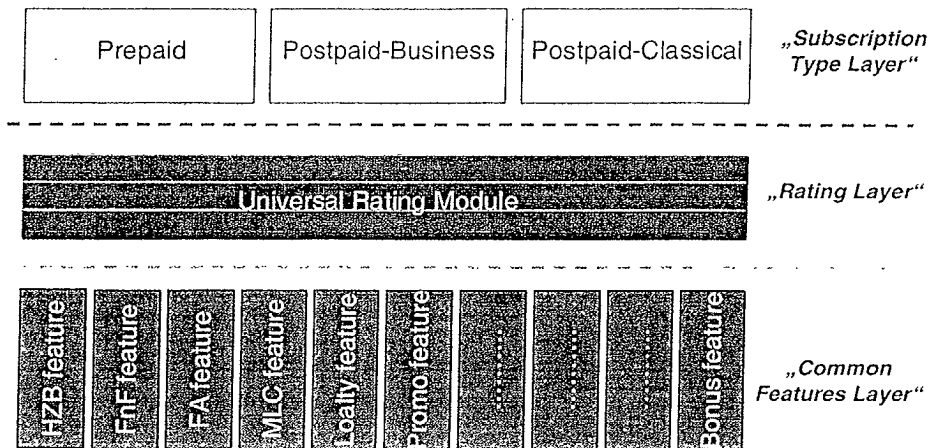 Prepaid
Postpaid-Business
Postpaid-Classical
„Subscription
Type Layer“
Universal Rating Module
„Rating Layer“
HZB feature
FnF feature
FA feature
MLC feature
Loalty feature
Promo feature
........
........
........
Bonus feature
„Common
Features Layer“